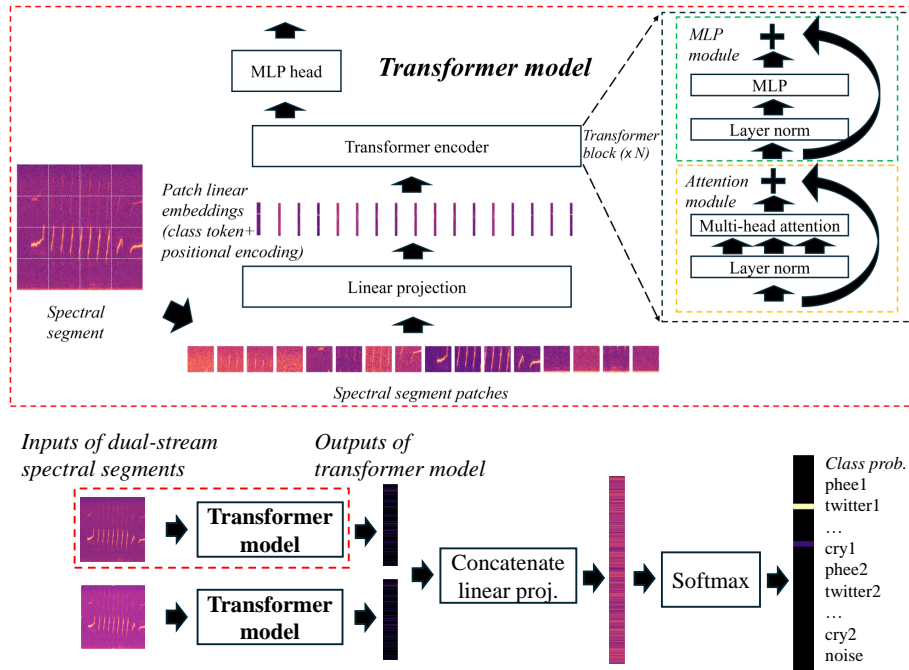 Transformer model
MLP head
Transformer encoder
Patch linear
embeddings
(class token+
positional encoding)
Linear projection
Spectral
segment
Spectral segment patches
Transformer
block (× N)
MLP
module
MLP
Layer norm
Attention
module
Multi-head attention
Layer norm
Inputs of dual-stream
spectral segments
Outputs of
transformer model
Transformer
model
Transformer
model
Concatenate
linear proj.
Softmax
Class prob.
phee1
twitter1
…
cry1
phee2
twitter2
…
cry2
noise